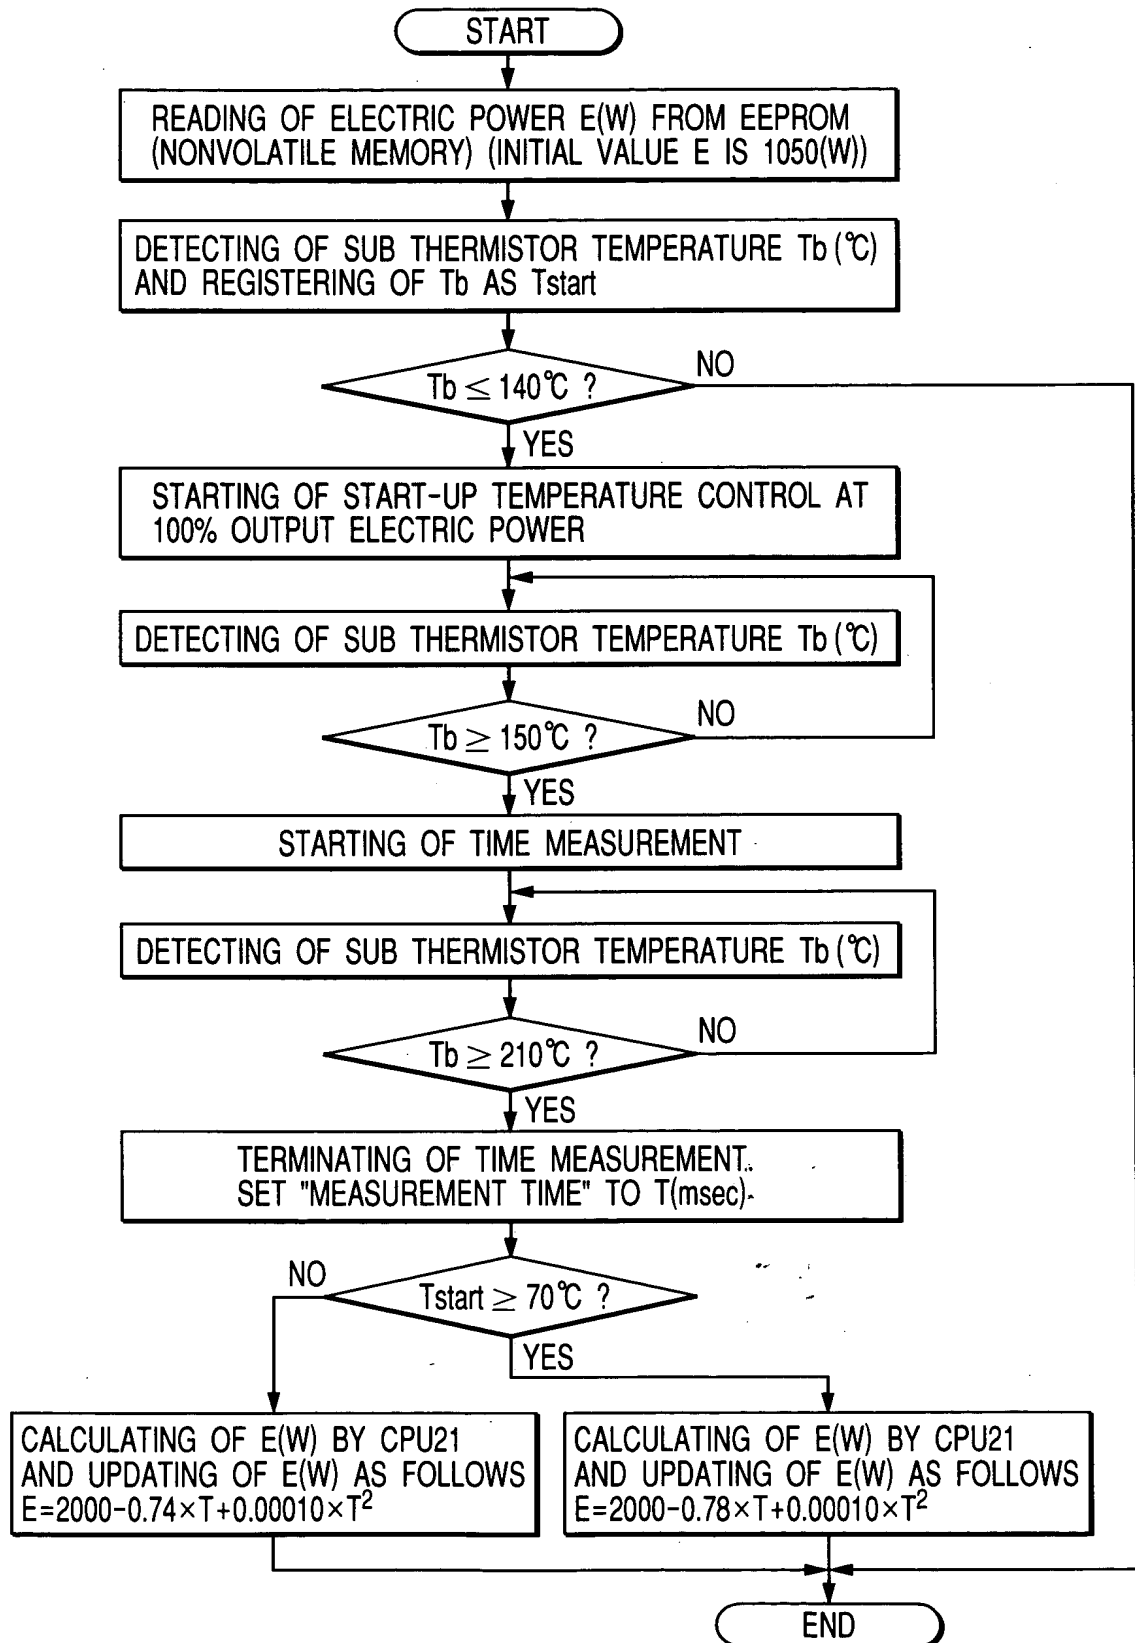 START
READING OF ELECTRIC POWER E(W) FROM EEPROM
(NONVOLATILE MEMORY) (INITIAL VALUE E IS 1050(W))
DETECTING OF SUB THERMISTOR TEMPERATURE Tb (℃)
AND REGISTERING OF Tb AS Tstart
Tb ≤ 140℃ ?
NO
YES
STARTING OF START-UP TEMPERATURE CONTROL AT
100% OUTPUT ELECTRIC POWER
DETECTING OF SUB THERMISTOR TEMPERATURE Tb (℃)
Tb ≥ 150℃ ?
NO
YES
STARTING OF TIME MEASUREMENT
DETECTING OF SUB THERMISTOR TEMPERATURE Tb (℃)
Tb ≥ 210℃ ?
NO
YES
TERMINATING OF TIME MEASUREMENT.
SET "MEASUREMENT TIME" TO T(msec)
Tstart ≥ 70℃ ?
NO
YES
CALCULATING OF E(W) BY CPU21
AND UPDATING OF E(W) AS FOLLOWS
E=2000-0.74×T+0.00010×T²
CALCULATING OF E(W) BY CPU21
AND UPDATING OF E(W) AS FOLLOWS
E=2000-0.78×T+0.00010×T²
END